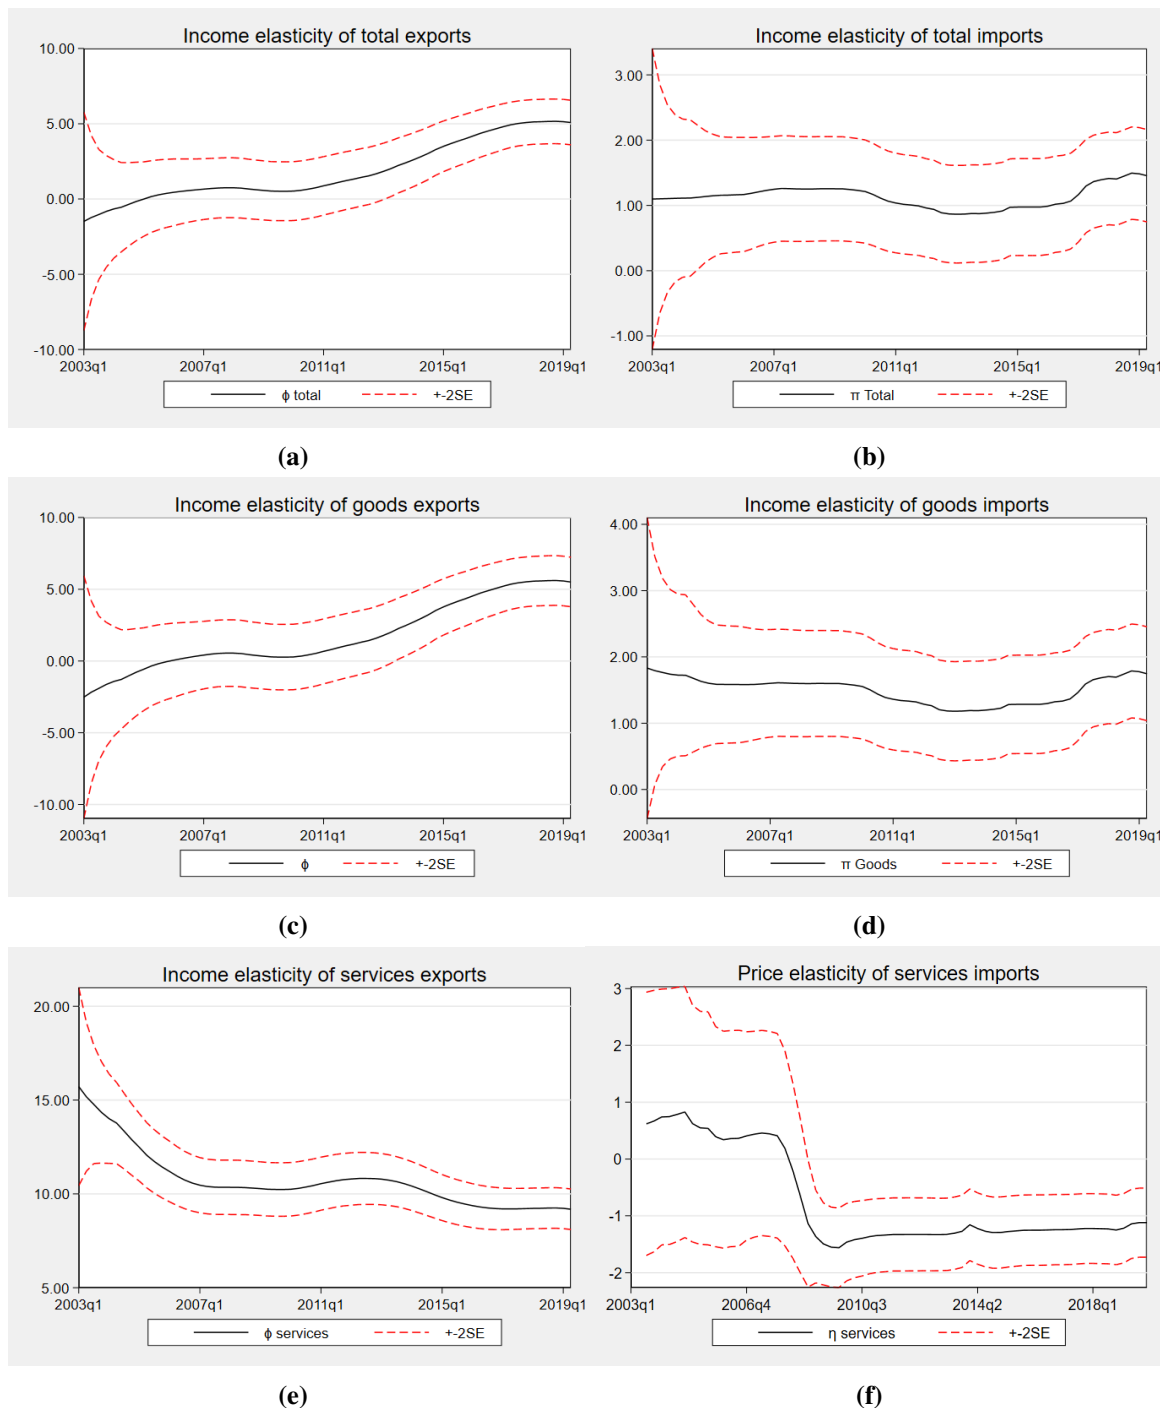 Income elasticity of total exports
10.00
5.00
0.00
-5.00
-10.00
2003q1 2007q1 2011q1 2015q1 2019q1
ϕ total +-2SE
(a)
Income elasticity of total imports
3.00
2.00
1.00
0.00
-1.00
2003q1 2007q1 2011q1 2015q1 2019q1
π Total +-2SE
(b)
Income elasticity of goods exports
10.00
5.00
0.00
-5.00
-10.00
2003q1 2007q1 2011q1 2015q1 2019q1
ϕ +-2SE
(c)
Income elasticity of goods imports
4.00
3.00
2.00
1.00
0.00
2003q1 2007q1 2011q1 2015q1 2019q1
π Goods +-2SE
(d)
Income elasticity of services exports
20.00
15.00
10.00
5.00
2003q1 2007q1 2011q1 2015q1 2019q1
ϕ services +-2SE
(e)
Price elasticity of services imports
3
2
1
0
-1
-2
2003q1 2006q4 2010q3 2014q2 2018q1
η services +-2SE
(f)